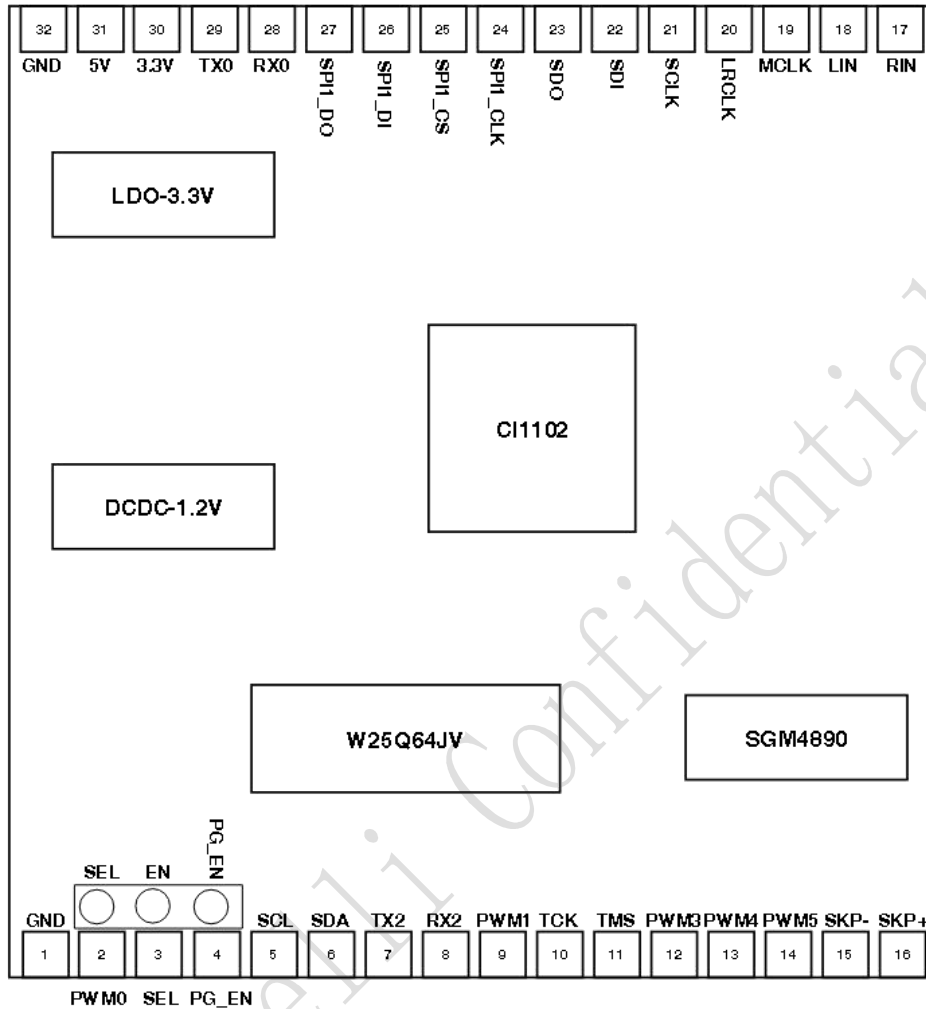 32 31 30 29 28 27 26 25 24 23 22 21 20 19 18 17
GND 5V 3.3V TX0 RX0 SPI1_DO SPI1_DI SPI1_CS SPI1_CLK SDO SDI SCLK LRCLK MCLK LIN RIN
LDO-3.3V
CI1102
DCDC-1.2V
W25Q64JV
SGM4890
SEL EN PG_EN
GND SCL SDA TX2 RX2 PWM1 TCK TMS PWM3 PWM4 PWM5 SKP- SKP+
1 2 3 4 5 6 7 8 9 10 11 12 13 14 15 16
PWM0 SEL PG_EN
elli Confidential